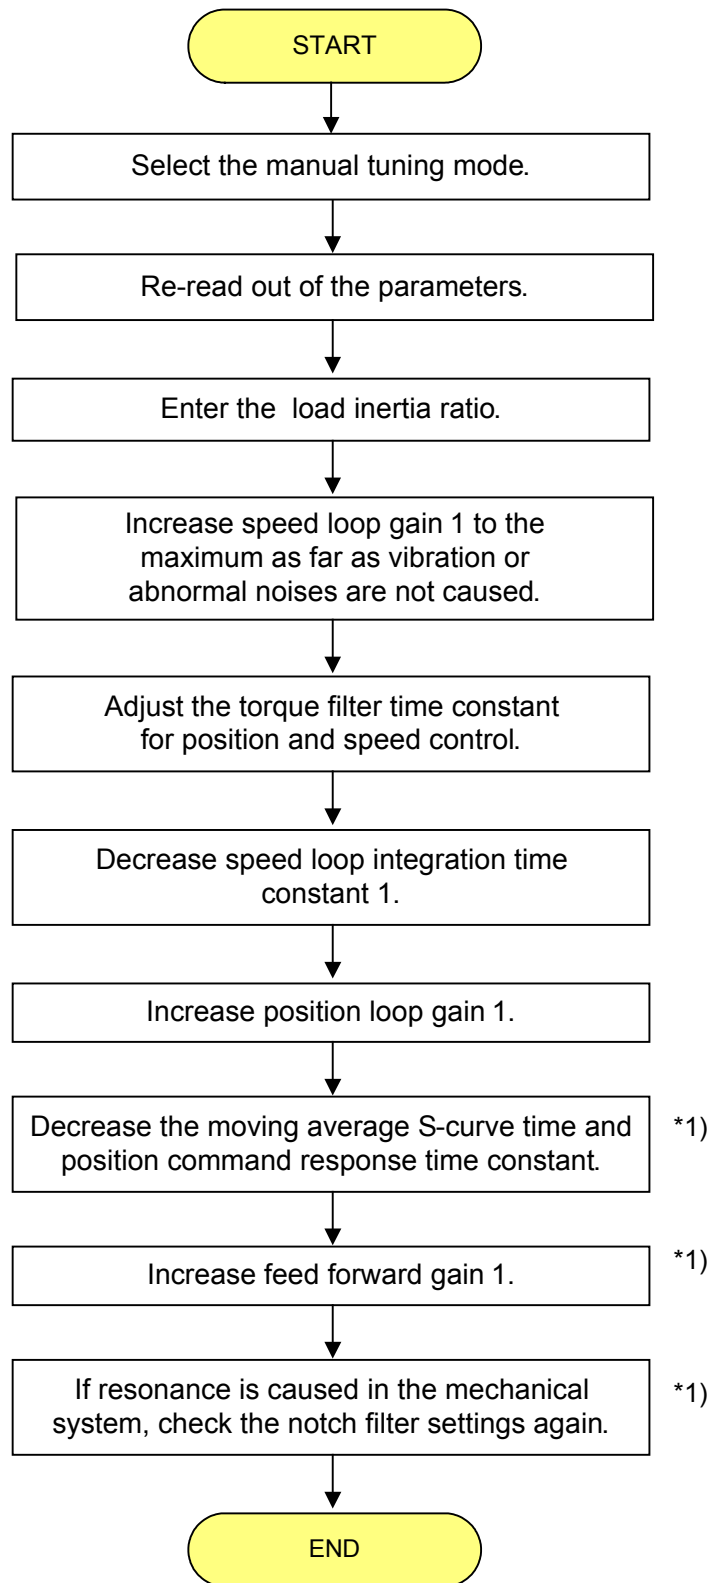 START
Select the manual tuning mode.
Re-read out of the parameters.
Enter the  load inertia ratio.
Increase speed loop gain 1 to the
maximum as far as vibration or
abnormal noises are not caused.
Adjust the torque filter time constant
for position and speed control.
Decrease speed loop integration time
constant 1.
Increase position loop gain 1.
Decrease the moving average S-curve time and
position command response time constant.
*1)
Increase feed forward gain 1.
*1)
If resonance is caused in the mechanical
system, check the notch filter settings again.
*1)
END